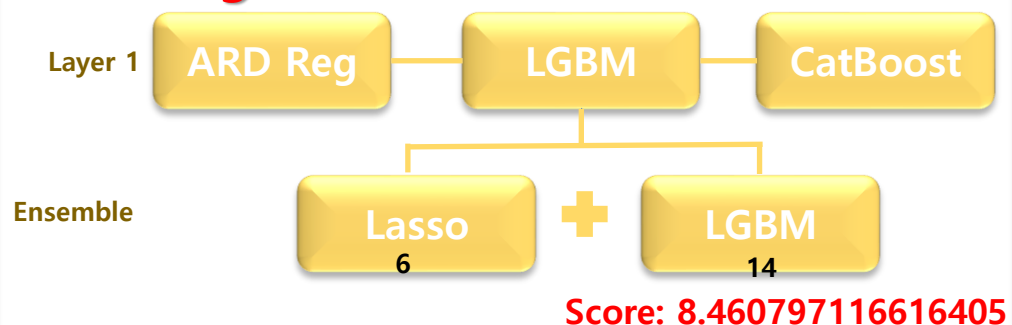 Layer 1
ARD Reg
LGBM
CatBoost
Ensemble
Lasso
6
LGBM
14
Score: 8.460797116616405